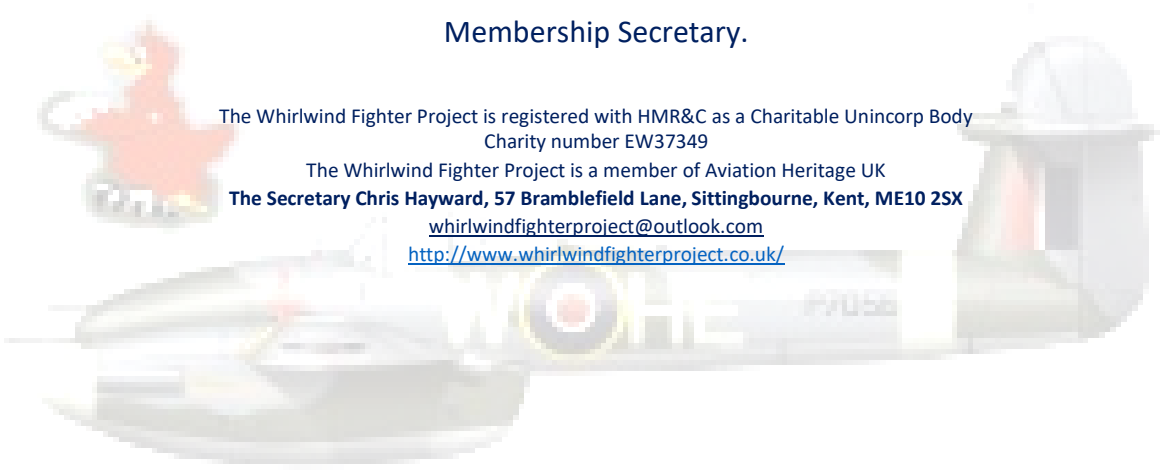 Membership Secretary.
The Whirlwind Fighter Project is registered with HMR&C as a Charitable Unincorp Body
Charity number EW37349
The Whirlwind Fighter Project is a member of Aviation Heritage UK
The Secretary Chris Hayward, 57 Bramblefield Lane, Sittingbourne, Kent, ME10 2SX
whirlwindfighterproject@outlook.com
http://www.whirlwindfighterproject.co.uk/
HE
P7056